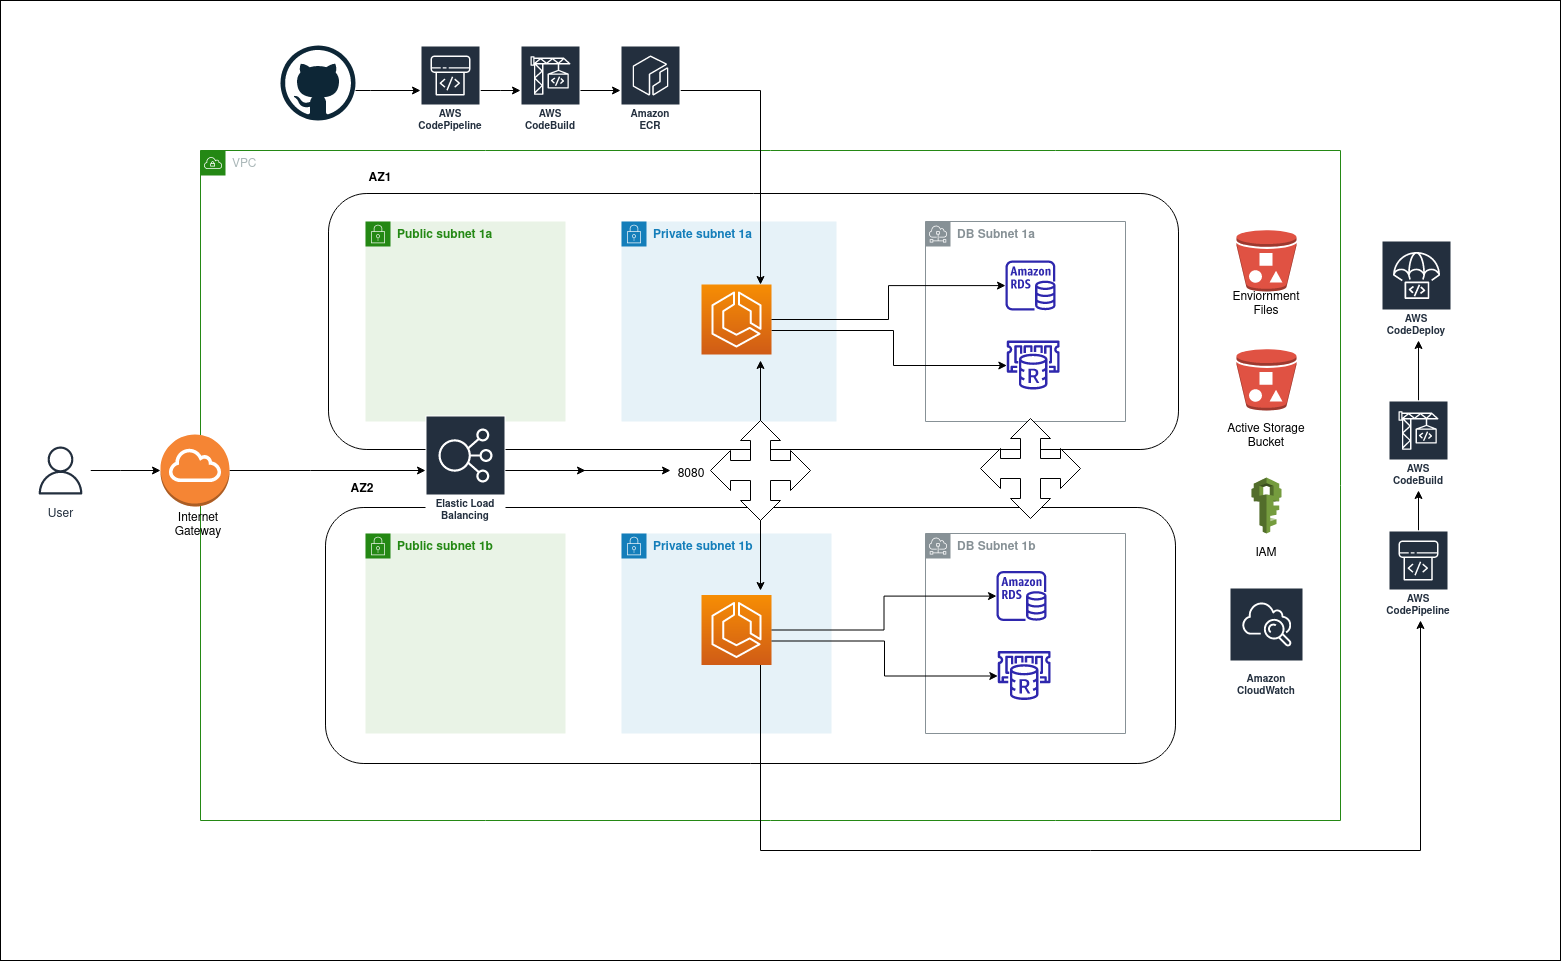 AWS
CodePipeline
AWS
CodeBuild
Amazon
ECR
VPC
AZ1
Public subnet 1a
Private subnet 1a
DB Subnet 1a
Amazon
RDS
R
Enviornment
Files
AWS
CodeDeploy
Active Storage
Bucket
User
Internet
Gateway
AZ2
Elastic Load
Balancing
8080
AWS
CodeBuild
Public subnet 1b
Private subnet 1b
DB Subnet 1b
IAM
Amazon
RDS
R
AWS
CodePipeline
Amazon
CloudWatch